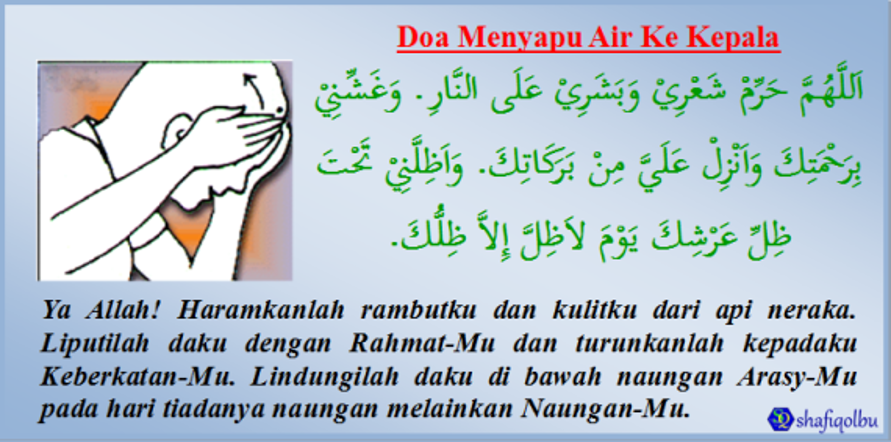 Doa Menyapu Air Ke Kepala
اَللَّهُمَّ حَرِّمْ شَعْرِيْ وَبَشَرِيْ عَلَى النَّارِ. وَغَشِّنِيْ
بِرَحْمَتِكَ وَاَنْزِلْ عَلَيَّ مِنْ بَرَكَاتِكَ. وَاَظِلَّنِيْ تَحْتَ
ظِلِّ عَرْشِكَ يَوْمَ لاَظِلَّ إِلاَّ ظِلُّكَ.
Ya Allah! Haramkanlah rambutku dan kulitku dari api neraka.
Liputilah daku dengan Rahmat-Mu dan turunkanlah kepadaku
Keberkatan-Mu. Lindungilah daku di bawah naungan Arasy-Mu
pada hari tiadanya naungan melainkan Naungan-Mu.
shafiqolbu